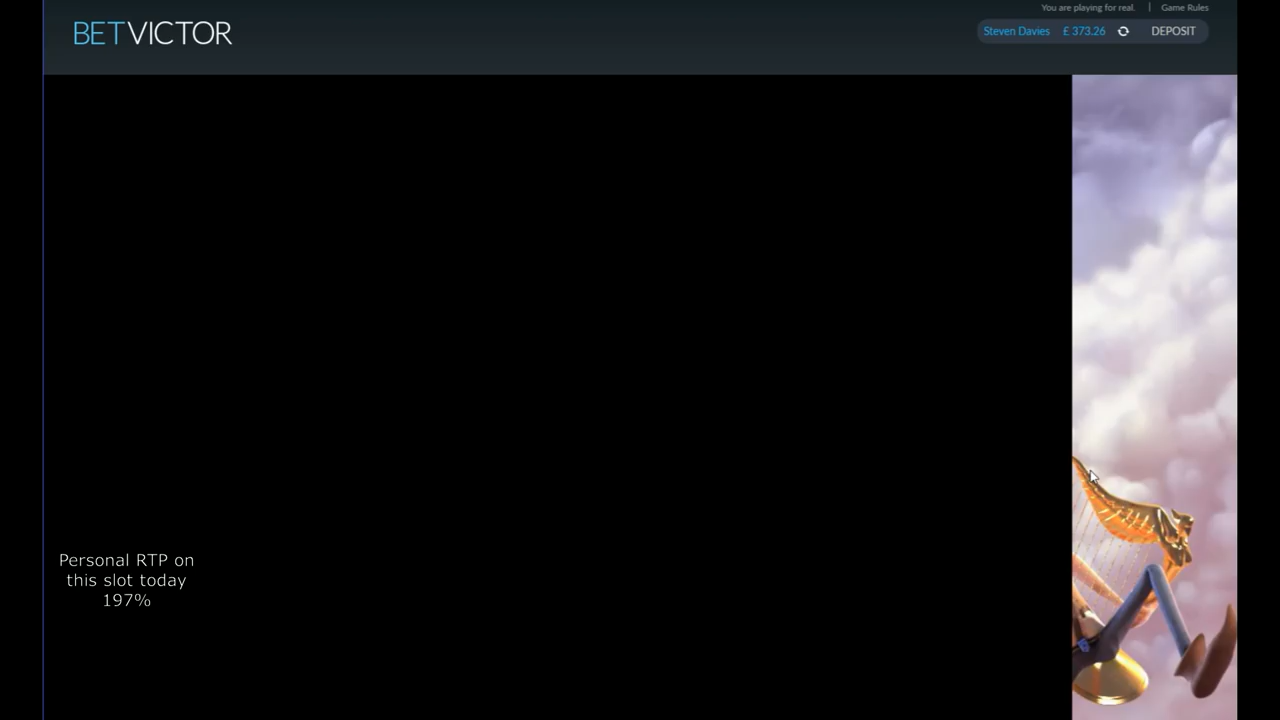 You are playing for real. | Game Rules
BETVICTOR
Steven Davies £ 373.26 DEPOSIT
Personal RTP on
this slot today
197%